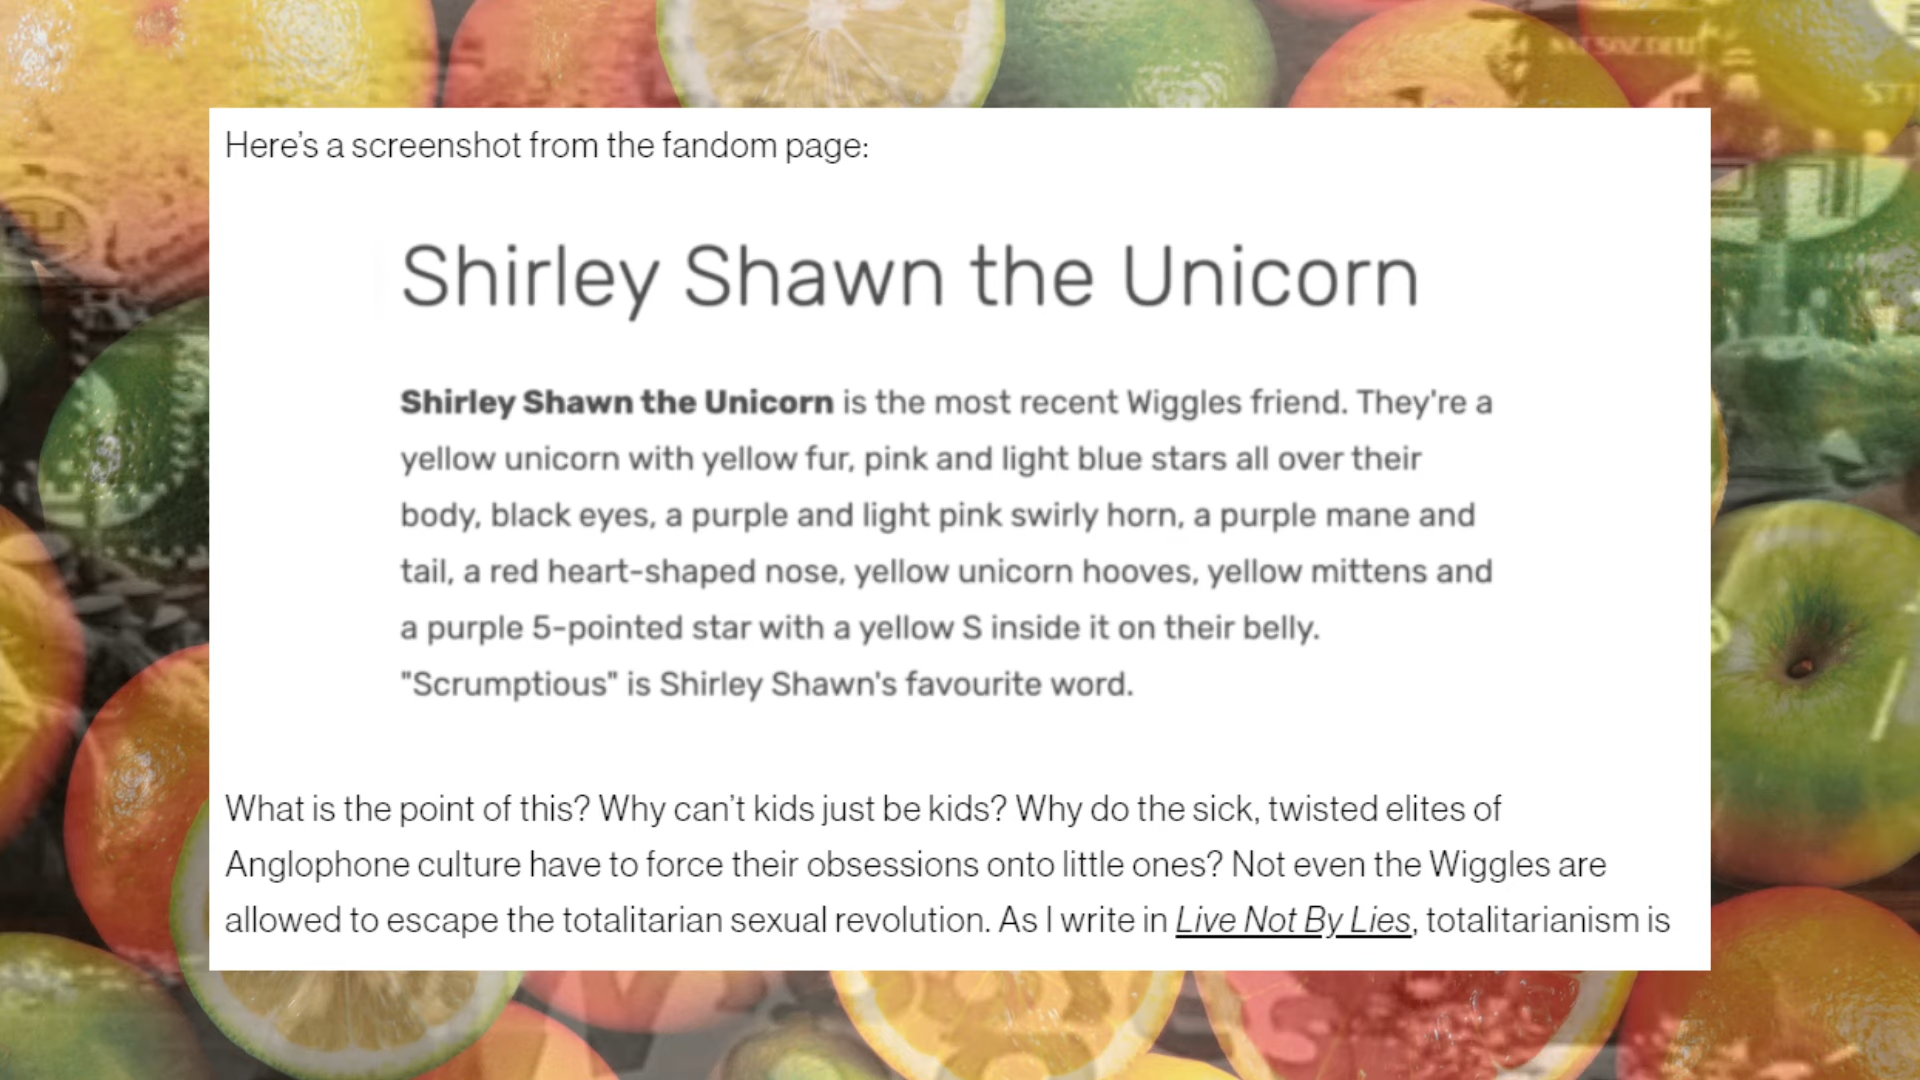 Here's a screenshot from the fandom page:
Shirley Shawn the Unicorn
Shirley Shawn the Unicorn is the most recent Wiggles friend. They're a
yellow unicorn with yellow fur, pink and light blue stars all over their
body, black eyes, a purple and light pink swirly horn, a purple mane and
tail, a red heart-shaped nose, yellow unicorn hooves, yellow mittens and
a purple 5-pointed star with a yellow S inside it on their belly.
"Scrumptious" is Shirley Shawn's favourite word.
What is the point of this? Why can't kids just be kids? Why do the sick, twisted elites of
Anglophone culture have to force their obsessions onto little ones? Not even the Wiggles are
allowed to escape the totalitarian sexual revolution. As I write in Live Not By Lies, totalitarianism is